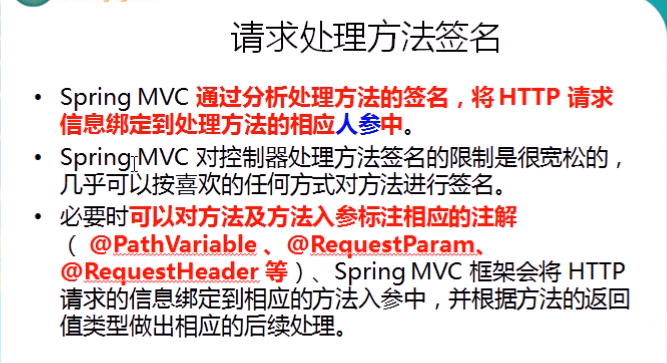 请求处理方法签名
• Spring MVC 通过分析处理方法的签名，将 HTTP 请求
信息绑定到处理方法的相应人参中。
• Spring MVC 对控制器处理方法签名的限制是很宽松的，
几乎可以按喜欢的任何方式对方法进行签名。
• 必要时可以对方法及方法入参标注相应的注解
（ @PathVariable 、@RequestParam、
@RequestHeader 等）、Spring MVC 框架会将 HTTP
请求的信息绑定到相应的方法入参中，并根据方法的返回
值类型做出相应的后续处理。